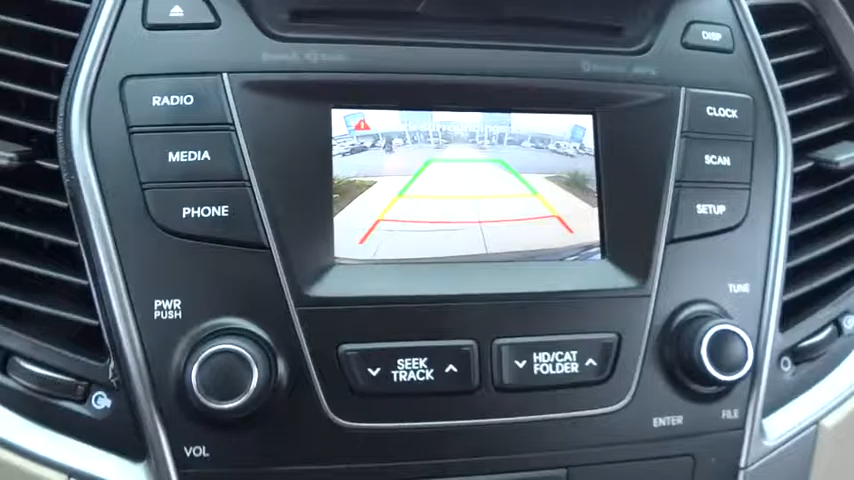 DISP
RADIO
CLOCK
MEDIA
SCAN
PHONE
SETUP
PWR
PUSH
TUNE
SEEK
TRACK
HD/CAT
FOLDER
VOL
ENTER
FILE